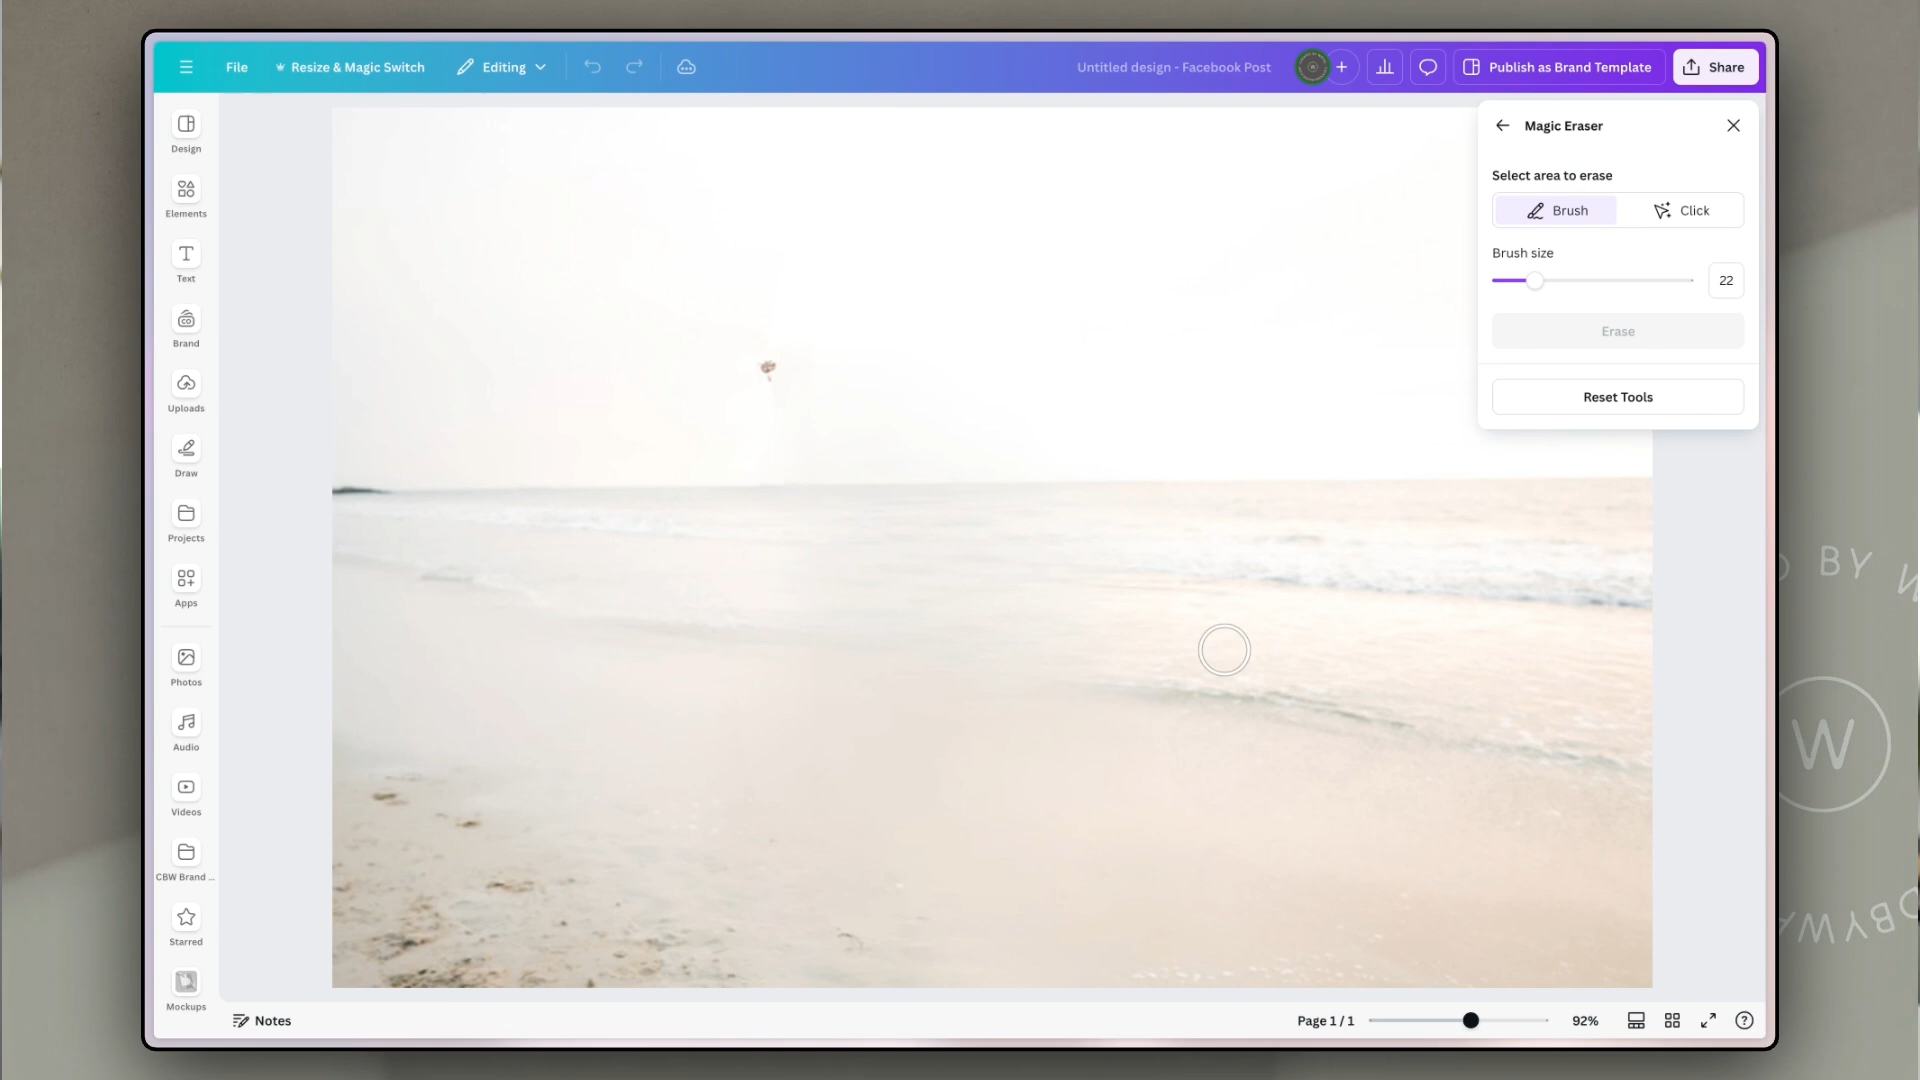 File
Resize & Magic Switch
Editing
Untitled design - Facebook Post
Publish as Brand Template
Share
Design
Elements
Text
Brand
Uploads
Draw
Projects
Apps
Photos
Audio
Videos
CBW Brand ...
Starred
Mockups
Magic Eraser
Select area to erase
Brush
Click
Brush size
22
Erase
Reset Tools
Notes
Page 1 / 1
92%
BY W
W